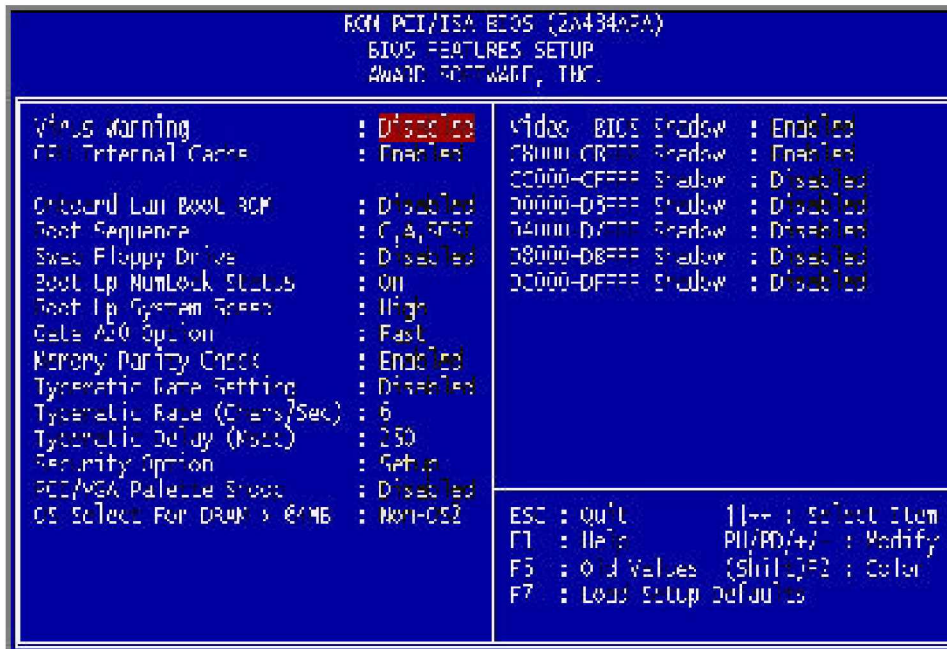 ROM PCI/ISA BIOS
BIOS FEATURES SETUP
AWARD SOFTWARE, INC.
Virus Warning : Disabled
CPU Internal Cache : Enabled
Onboard Lan Boot ROM : Disabled
Boot Sequence : C,A,SCSI
Swap Floppy Drive : Disabled
Boot Up NumLock Status : On
Boot Up System Speed : High
Gate A20 Option : Fast
Memory Parity Check : Enabled
Typematic Rate Setting : Disabled
Typematic Rate (Chars/Sec) : 6
Typematic Delay (Msec) : 250
Security Option : Setup
PCI/VGA Palette Snoop : Disabled
OS Select For DRAM > 64MB : Non-OS2
Video BIOS Shadow : Enabled
C8000-CBFFF Shadow : Enabled
CC000-CFFFF Shadow : Disabled
D0000-D3FFF Shadow : Disabled
D4000-D7FFF Shadow : Disabled
D8000-DBFFF Shadow : Disabled
DC000-DFFFF Shadow : Disabled
ESC : Quit : Select Item
F1 : Help PU/PD/+/- : Modify
F5 : Old Values (Shift)F2 : Color
F7 : Load Setup Defaults